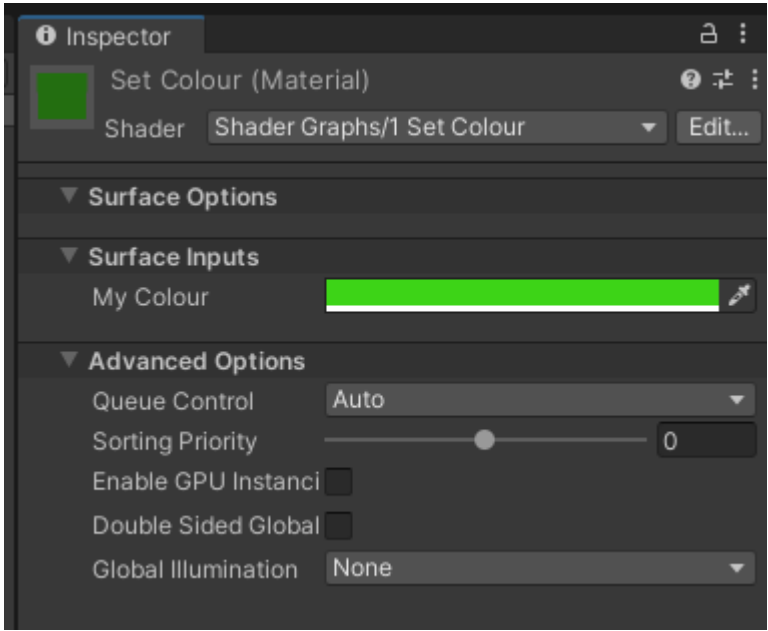 Inspector
Set Colour (Material)
Shader Shader Graphs/1 Set Colour Edit...
Surface Options
Surface Inputs
My Colour
Advanced Options
Queue Control Auto
Sorting Priority 0
Enable GPU Instanci
Double Sided Global
Global Illumination None